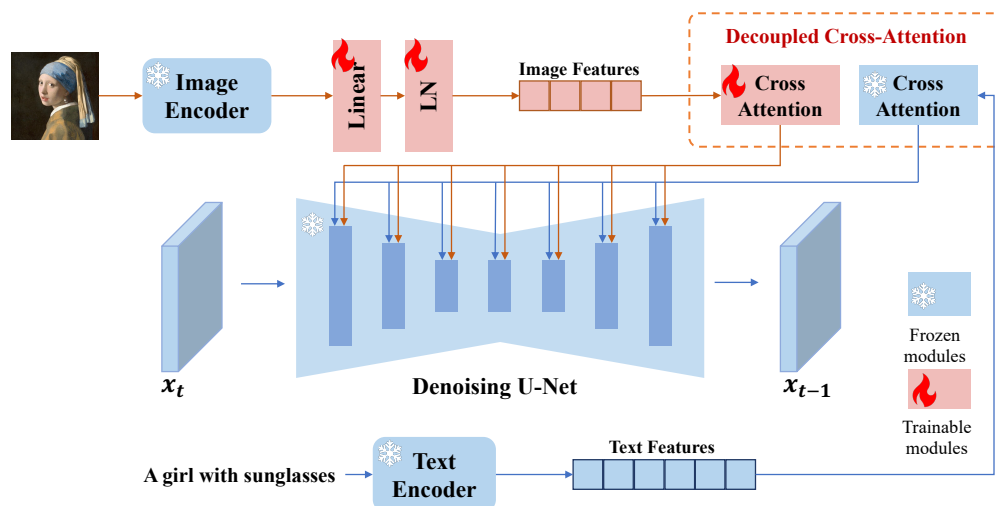 Decoupled Cross-Attention
Image
Encoder
Linear
LN
Image Features
Cross
Attention
Cross
Attention
x_t
Denoising U-Net
x_{t-1}
Frozen
modules
Trainable
modules
A girl with sunglasses
Text
Encoder
Text Features